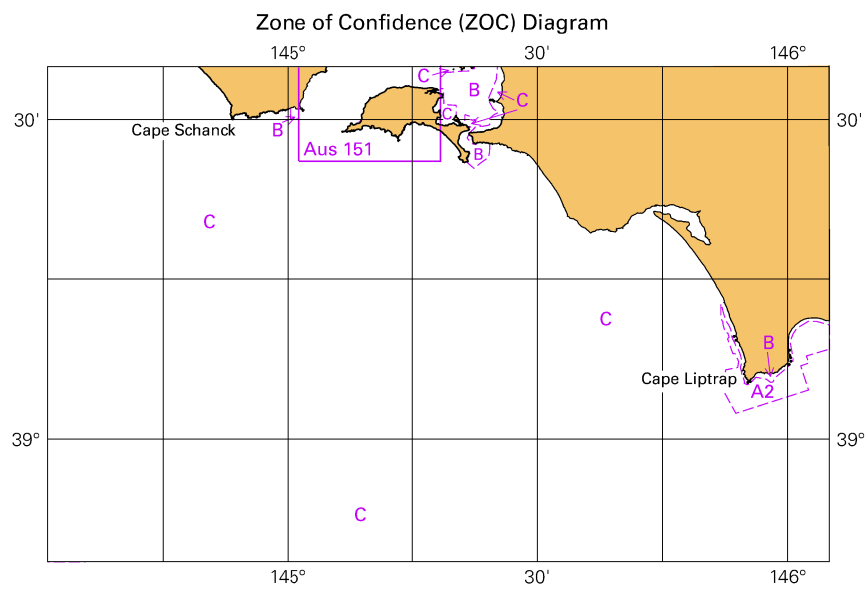 Zone of Confidence (ZOC) Diagram
145° 30' 146°
C
B
C
C
30' 30'
Cape Schanck B
Aus 151
B
C
C
B
Cape Liptrap
A2
39° 39°
C
145° 30' 146°